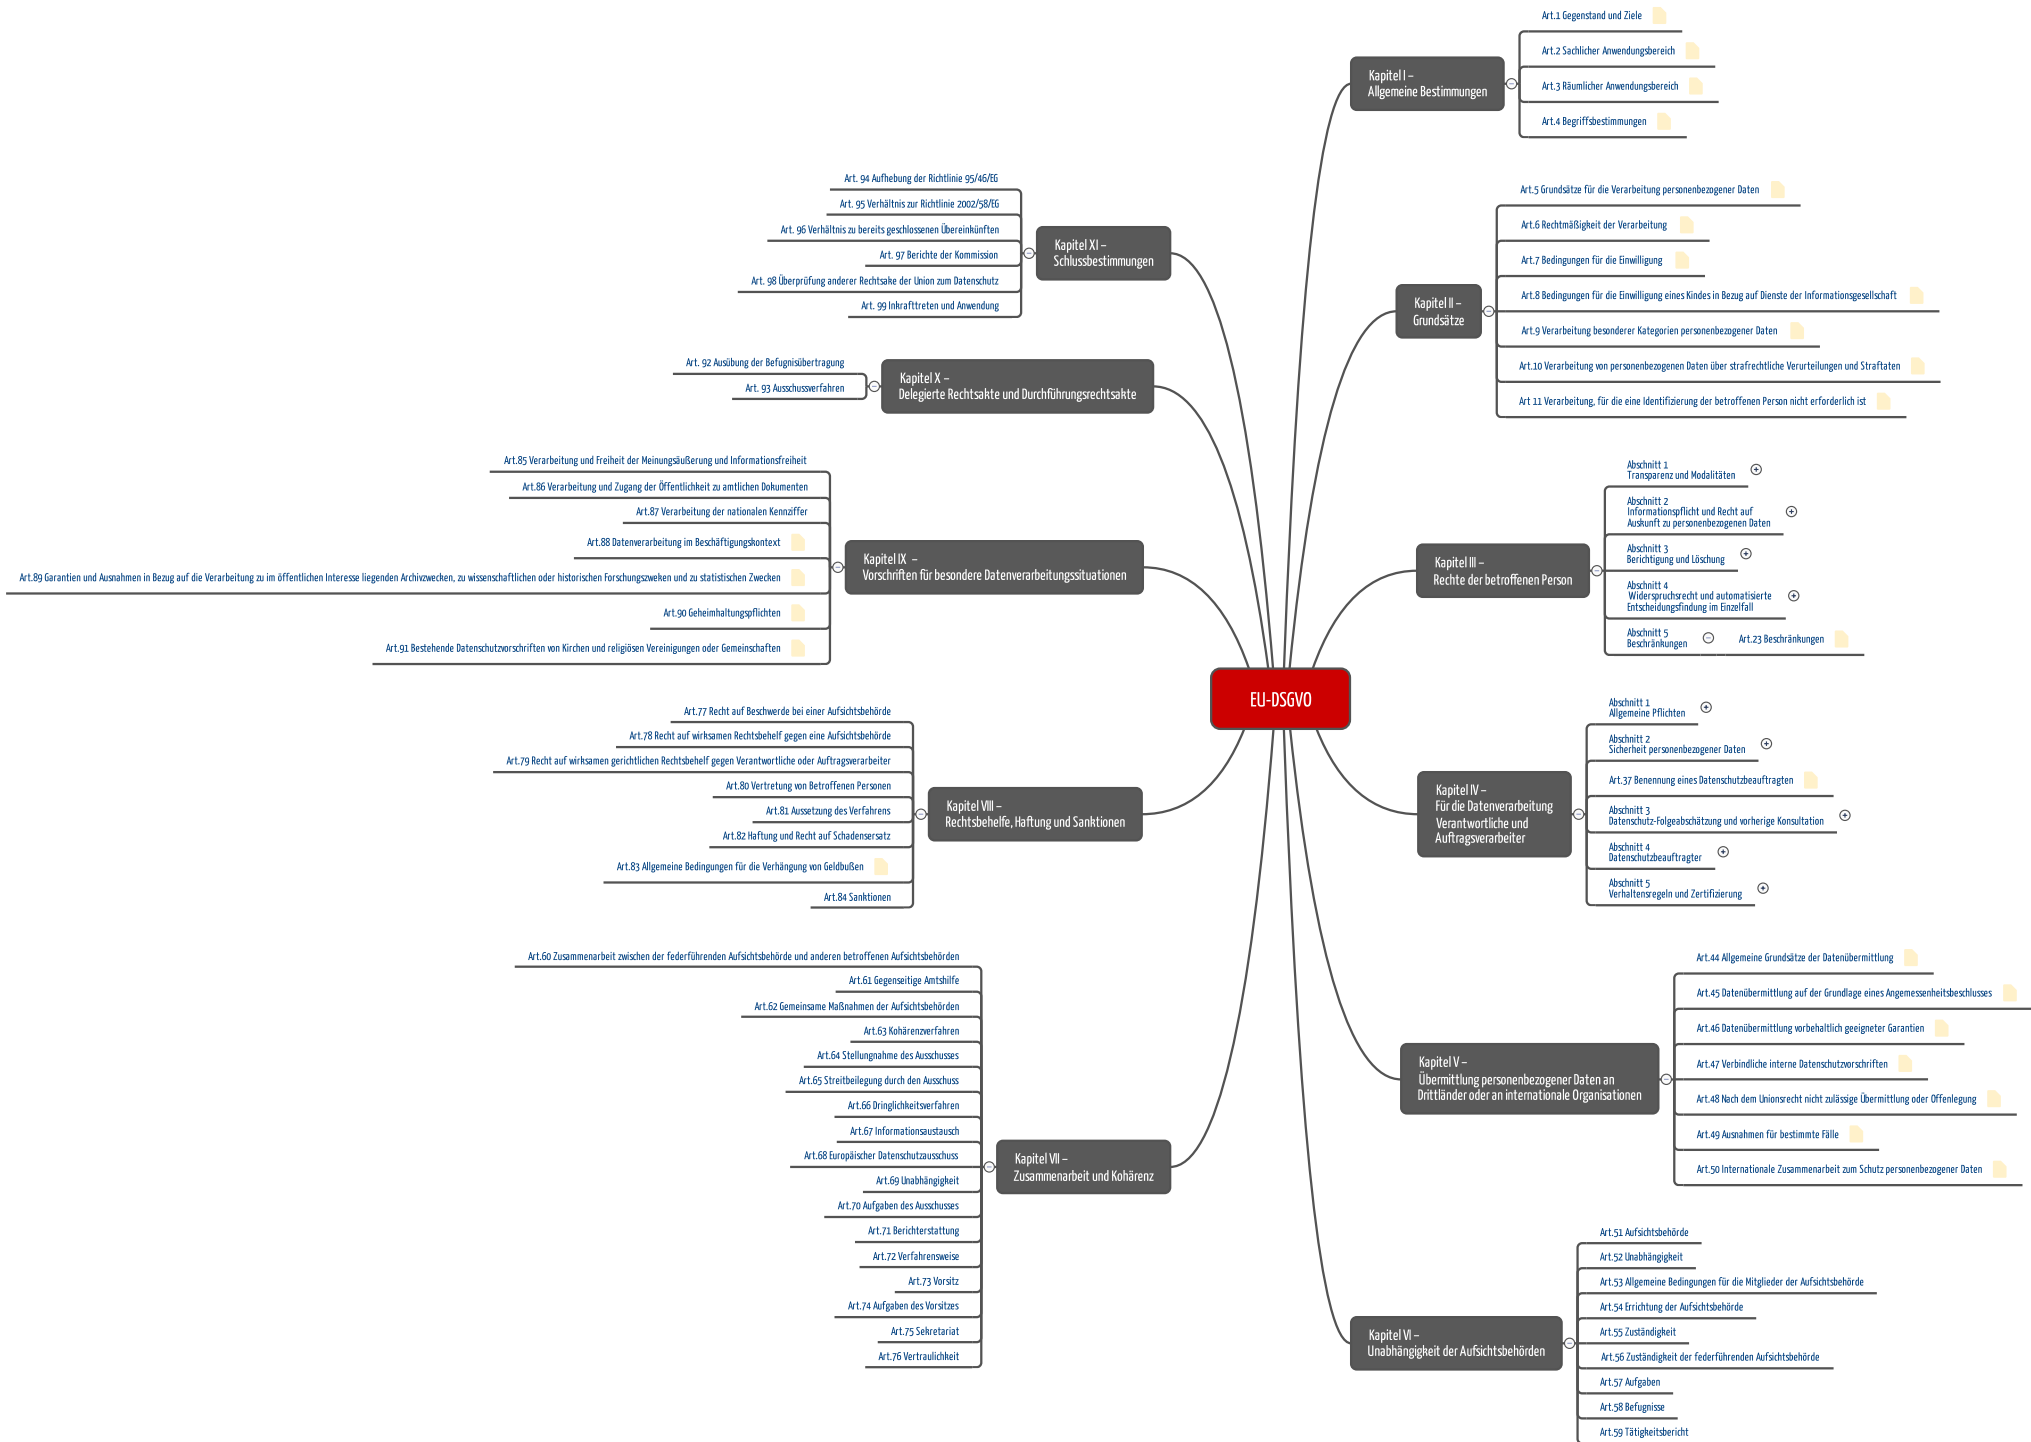 EU-DSGVO
Kapitel I –
Allgemeine Bestimmungen
Art.1 Gegenstand und Ziele
Art.2 Sachlicher Anwendungsbereich
Art.3 Räumlicher Anwendungsbereich
Art.4 Begriffsbestimmungen
Kapitel II –
Grundsätze
Art.5 Grundsätze für die Verarbeitung personenbezogener Daten
Art.6 Rechtmäßigkeit der Verarbeitung
Art.7 Bedingungen für die Einwilligung
Art.8 Bedingungen für die Einwilligung eines Kindes in Bezug auf Dienste der Informationsgesellschaft
Art.9 Verarbeitung besonderer Kategorien personenbezogener Daten
Art.10 Verarbeitung von personenbezogenen Daten über strafrechtliche Verurteilungen und Straftaten
Art 11 Verarbeitung, für die eine Identifizierung der betroffenen Person nicht erforderlich ist
Kapitel III –
Rechte der betroffenen Person
Abschnitt 1
Transparenz und Modalitäten
Abschnitt 2
Informationspflicht und Recht auf
Auskunft zu personenbezogenen Daten
Abschnitt 3
Berichtigung und Löschung
Abschnitt 4
Widerspruchsrecht und automatisierte
Entscheidungsfindung im Einzelfall
Abschnitt 5
Beschränkungen
Art.23 Beschränkungen
Kapitel IV –
Für die Datenverarbeitung
Verantwortliche und
Auftragsverarbeiter
Abschnitt 1
Allgemeine Pflichten
Abschnitt 2
Sicherheit personenbezogener Daten
Art.37 Benennung eines Datenschutzbeauftragten
Abschnitt 3
Datenschutz-Folgeabschätzung und vorherige Konsultation
Abschnitt 4
Datenschutzbeauftragter
Abschnitt 5
Verhaltensregeln und Zertifizierung
Kapitel V –
Übermittlung personenbezogener Daten an
Drittländer oder an internationale Organisationen
Art.44 Allgemeine Grundsätze der Datenübermittlung
Art.45 Datenübermittlung auf der Grundlage eines Angemessenheitsbeschlusses
Art.46 Datenübermittlung vorbehaltlich geeigneter Garantien
Art.47 Verbindliche interne Datenschutzvorschriften
Art.48 Nach dem Unionsrecht nicht zulässige Übermittlung oder Offenlegung
Art.49 Ausnahmen für bestimmte Fälle
Art.50 Internationale Zusammenarbeit zum Schutz personenbezogener Daten
Kapitel VI –
Unabhängigkeit der Aufsichtsbehörden
Art.51 Aufsichtsbehörde
Art.52 Unabhängigkeit
Art.53 Allgemeine Bedingungen für die Mitglieder der Aufsichtsbehörde
Art.54 Errichtung der Aufsichtsbehörde
Art.55 Zuständigkeit
Art.56 Zuständigkeit der federführenden Aufsichtsbehörde
Art.57 Aufgaben
Art.58 Befugnisse
Art.59 Tätigkeitsbericht
Kapitel VII –
Zusammenarbeit und Kohärenz
Art.60 Zusammenarbeit zwischen der federführenden Aufsichtsbehörde und anderen betroffenen Aufsichtsbehörden
Art.61 Gegenseitige Amtshilfe
Art.62 Gemeinsame Maßnahmen der Aufsichtsbehörden
Art.63 Kohärenzverfahren
Art.64 Stellungnahme des Ausschusses
Art.65 Streitbeilegung durch den Ausschuss
Art.66 Dringlichkeitsverfahren
Art.67 Informationsaustausch
Art.68 Europäischer Datenschutzausschuss
Art.69 Unabhängigkeit
Art.70 Aufgaben des Ausschusses
Art.71 Berichterstattung
Art.72 Verfahrensweise
Art.73 Vorsitz
Art.74 Aufgaben des Vorsitzes
Art.75 Sekretariat
Art.76 Vertraulichkeit
Kapitel VIII –
Rechtsbehelfe, Haftung und Sanktionen
Art.77 Recht auf Beschwerde bei einer Aufsichtsbehörde
Art.78 Recht auf wirksamen Rechtsbehelf gegen eine Aufsichtsbehörde
Art.79 Recht auf wirksamen gerichtlichen Rechtsbehelf gegen Verantwortliche oder Auftragsverarbeiter
Art.80 Vertretung von Betroffenen Personen
Art.81 Aussetzung des Verfahrens
Art.82 Haftung und Recht auf Schadensersatz
Art.83 Allgemeine Bedingungen für die Verhängung von Geldbußen
Art.84 Sanktionen
Kapitel IX –
Vorschriften für besondere Datenverarbeitungssituationen
Art.85 Verarbeitung und Freiheit der Meinungsäußerung und Informationsfreiheit
Art.86 Verarbeitung und Zugang der Öffentlichkeit zu amtlichen Dokumenten
Art.87 Verarbeitung der nationalen Kennziffer
Art.88 Datenverarbeitung im Beschäftigungskontext
Art.89 Garantien und Ausnahmen in Bezug auf die Verarbeitung zu im öffentlichen Interesse liegenden Archivzwecken, zu wissenschaftlichen oder historischen Forschungszweken und zu statistischen Zwecken
Art.90 Geheimhaltungspflichten
Art.91 Bestehende Datenschutzvorschriften von Kirchen und religiösen Vereinigungen oder Gemeinschaften
Kapitel X –
Delegierte Rechtsakte und Durchführungsrechtsakte
Art. 92 Ausübung der Befugnisübertragung
Art. 93 Ausschussverfahren
Kapitel XI –
Schlussbestimmungen
Art. 94 Aufhebung der Richtlinie 95/46/EG
Art. 95 Verhältnis zur Richtlinie 2002/58/EG
Art. 96 Verhältnis zu bereits geschlossenen Übereinkünften
Art. 97 Berichte der Kommission
Art. 98 Überprüfung anderer Rechtsake der Union zum Datenschutz
Art. 99 Inkrafttreten und Anwendung